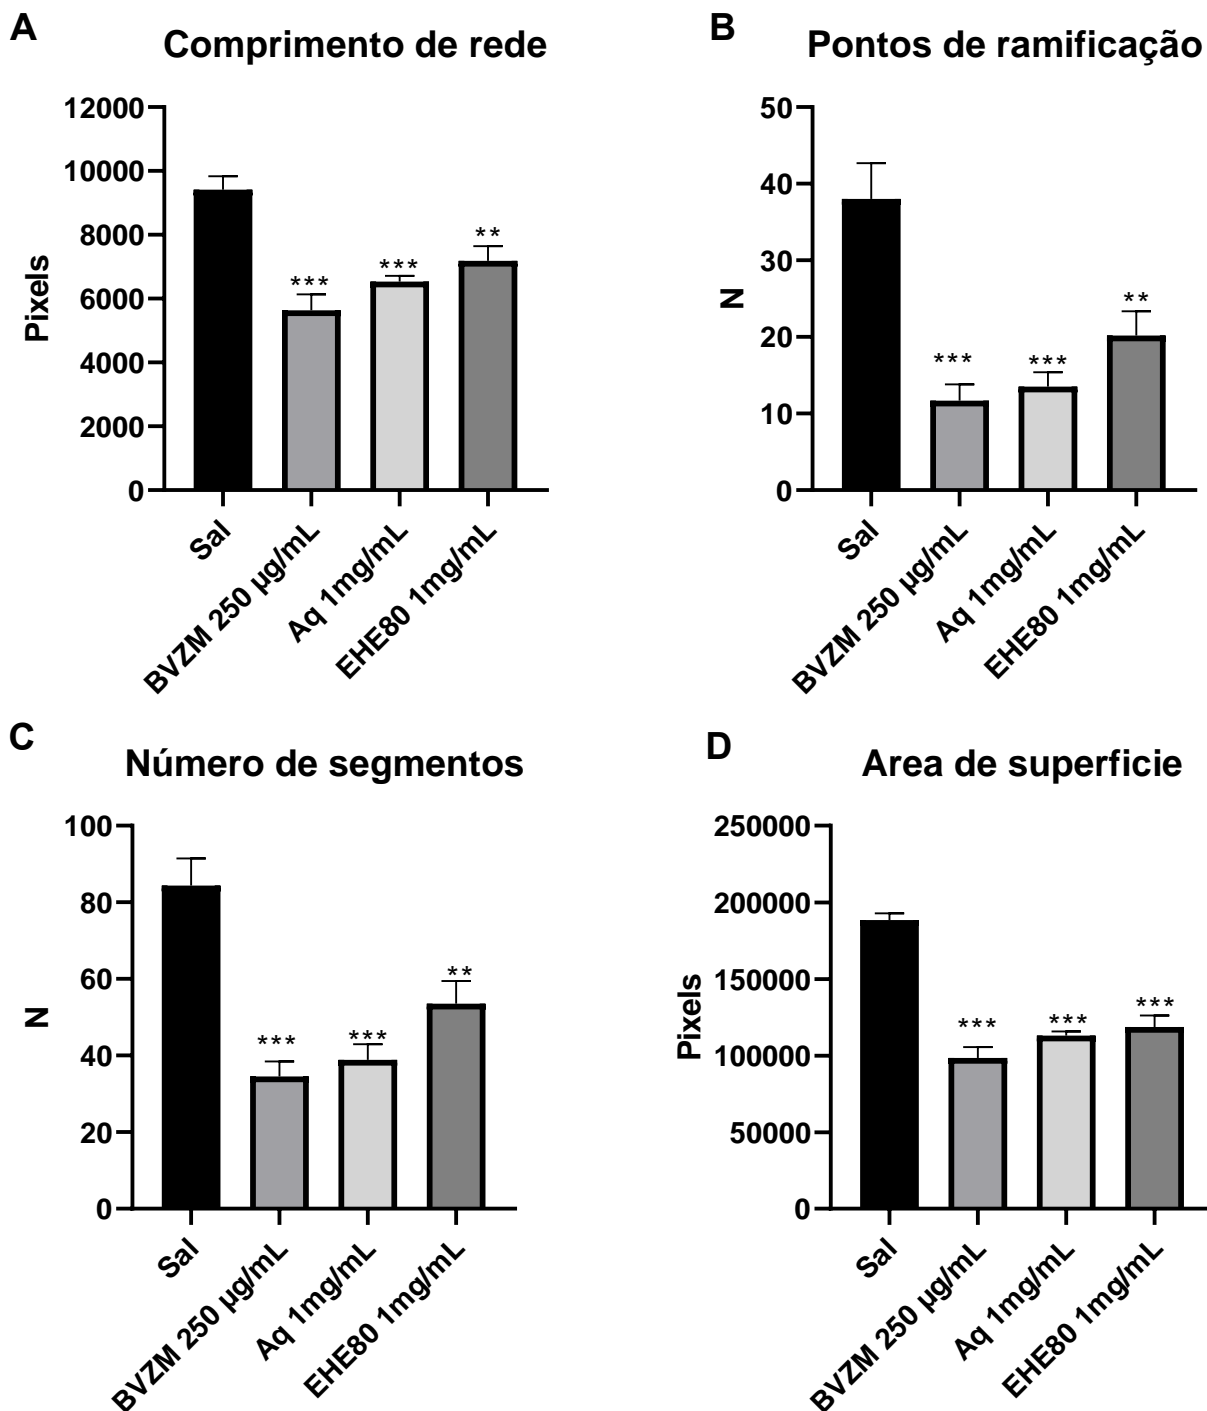 A
Comprimento de rede
12000
10000
8000
6000
4000
2000
0
Pixels
***
***
**
Sal
BVZM 250 µg/mL
Aq 1mg/mL
EHE80 1mg/mL
B
Pontos de ramificação
50
40
30
20
10
0
N
***
***
**
Sal
BVZM 250 µg/mL
Aq 1mg/mL
EHE80 1mg/mL
C
Número de segmentos
100
80
60
40
20
0
N
***
***
**
Sal
BVZM 250 µg/mL
Aq 1mg/mL
EHE80 1mg/mL
D
Area de superficie
250000
200000
150000
100000
50000
0
Pixels
***
***
***
Sal
BVZM 250 µg/mL
Aq 1mg/mL
EHE80 1mg/mL